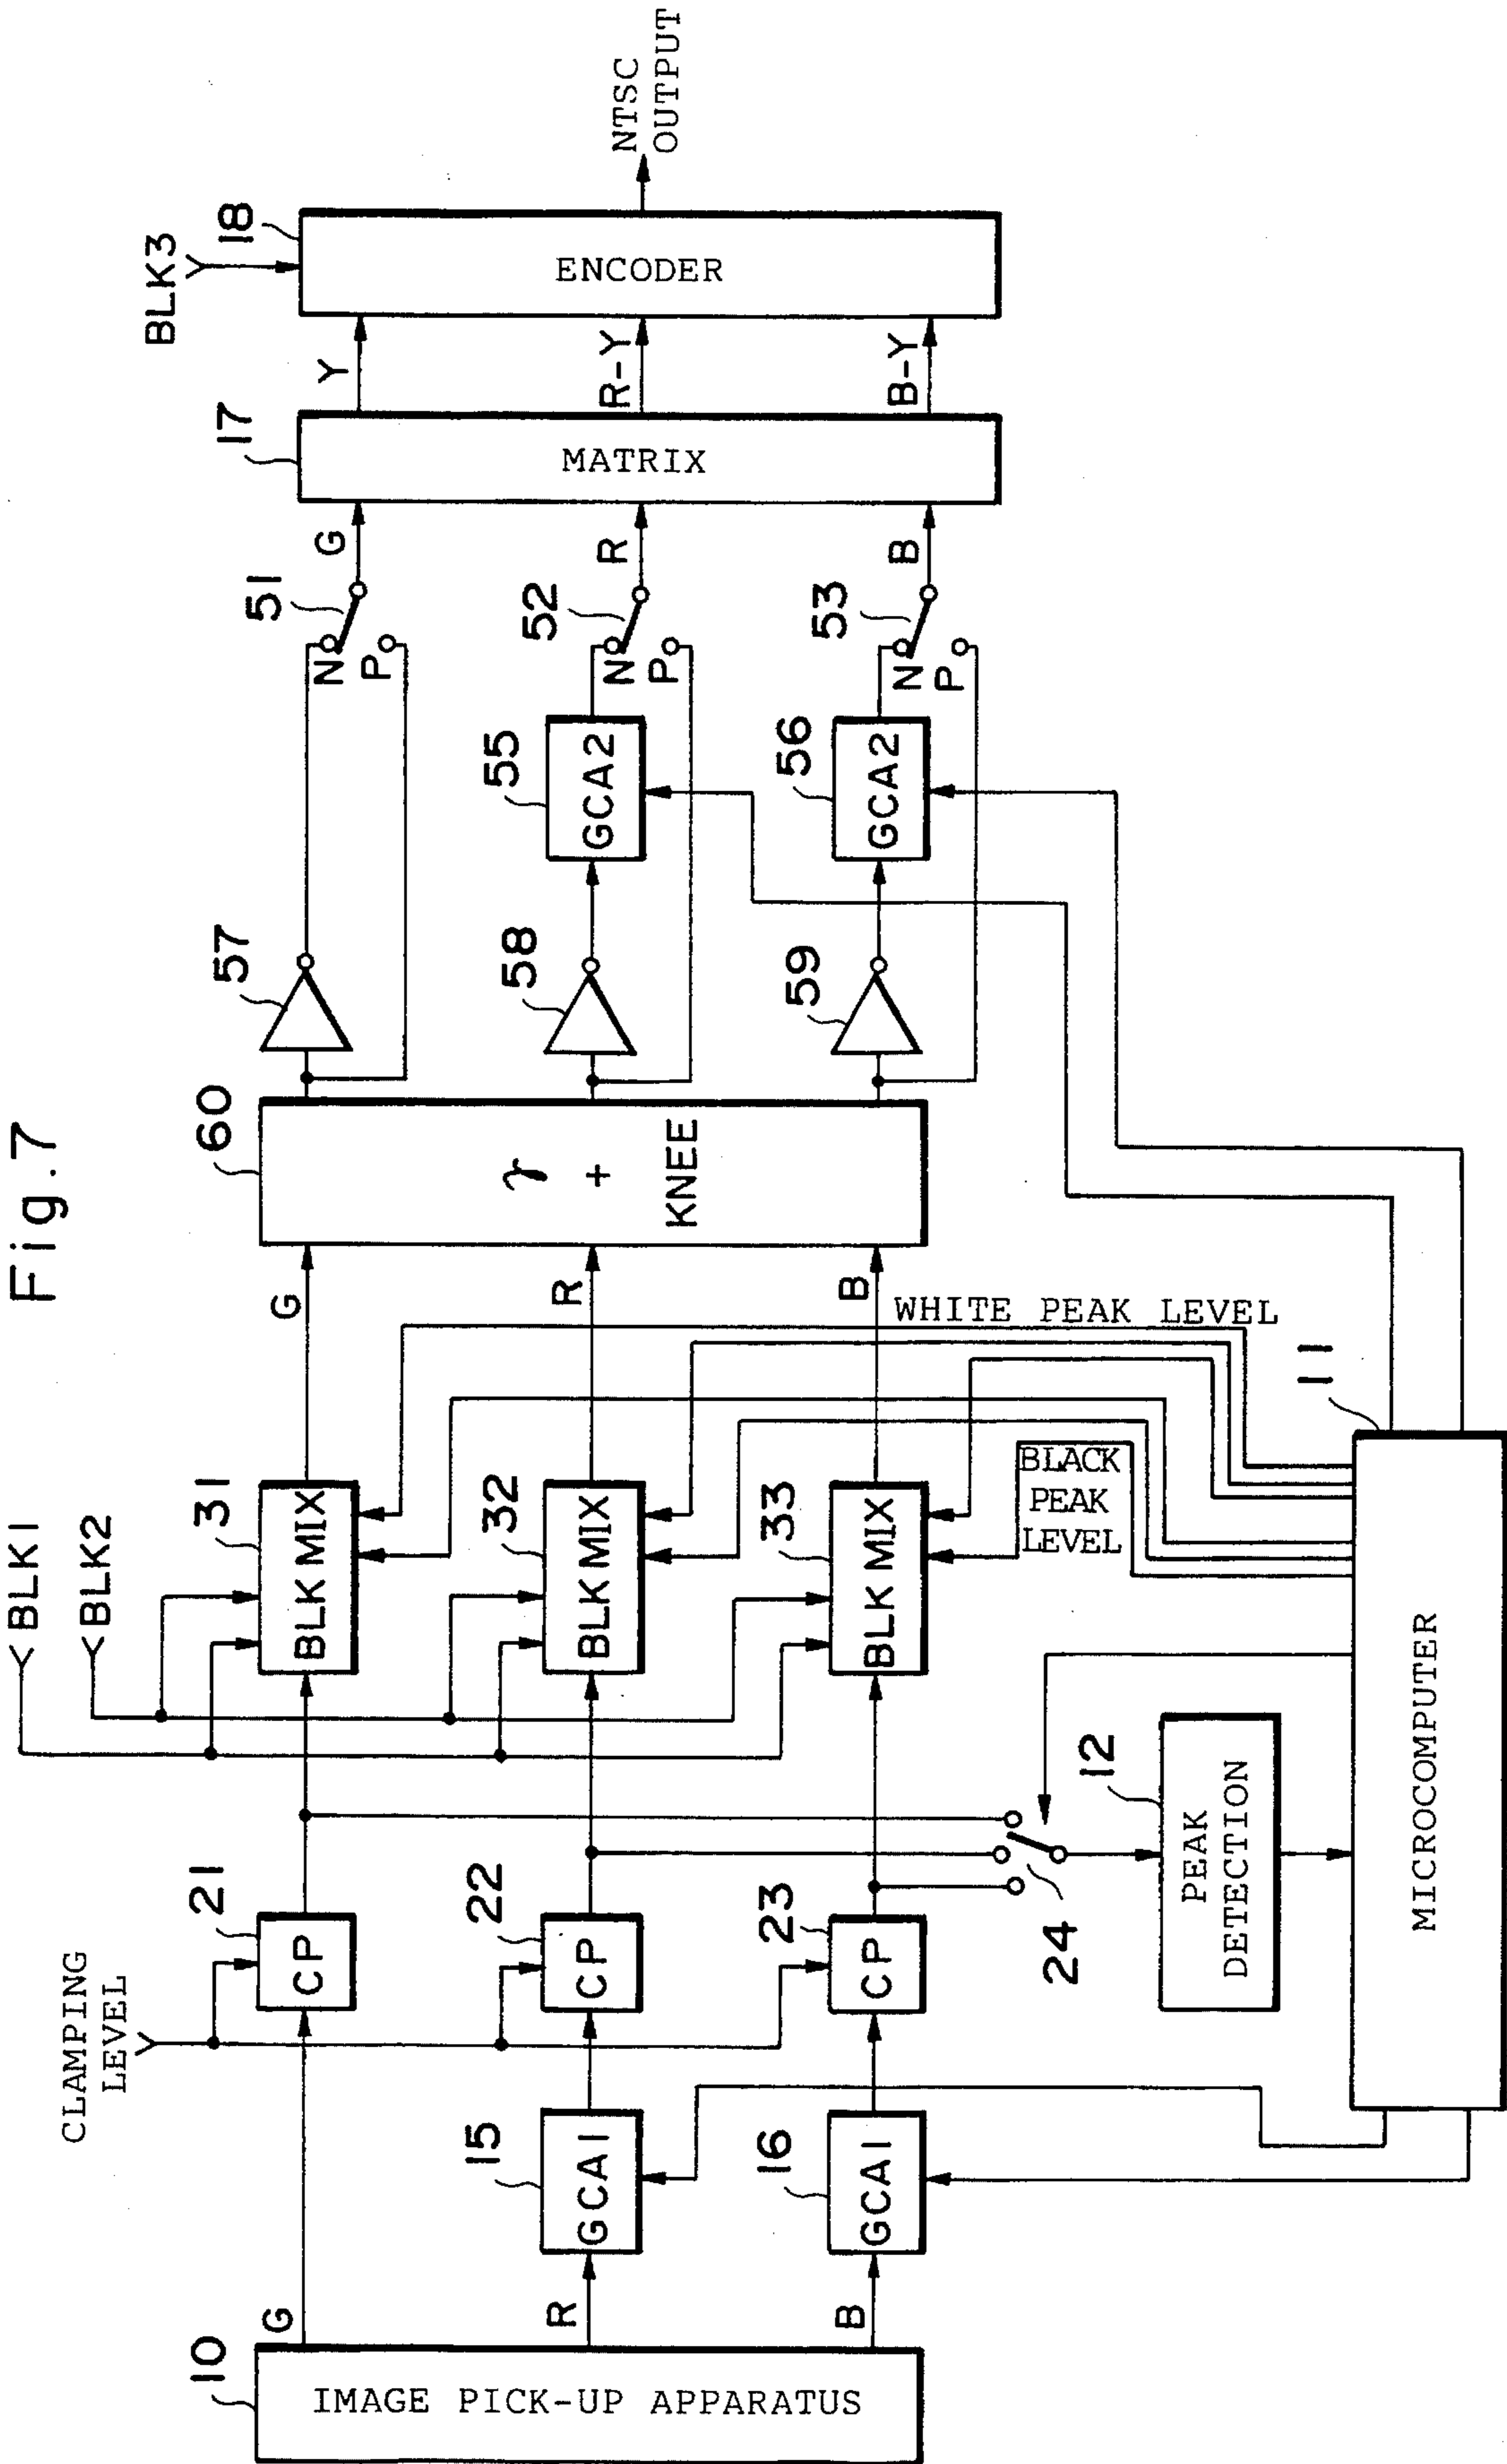 Fig.7
CLAMPING
LEVEL
<BLK1
<BLK2
BLK3
10
IMAGE PICK-UP APPARATUS
G
R
B
15
GCA1
16
GCA1
21
CP
22
CP
23
CP
24
12
PEAK
DETECTION
31
BLK MIX
32
BLK MIX
33
BLK MIX
WHITE PEAK LEVEL
BLACK
PEAK
LEVEL
11
MICROCOMPUTER
G
R
B
60
γ
+
KNEE
57
58
59
55
GCA2
56
GCA2
51
N
P
52
N
P
53
N
P
G
R
B
17
MATRIX
Y
R-Y
B-Y
18
ENCODER
NTSC
OUTPUT